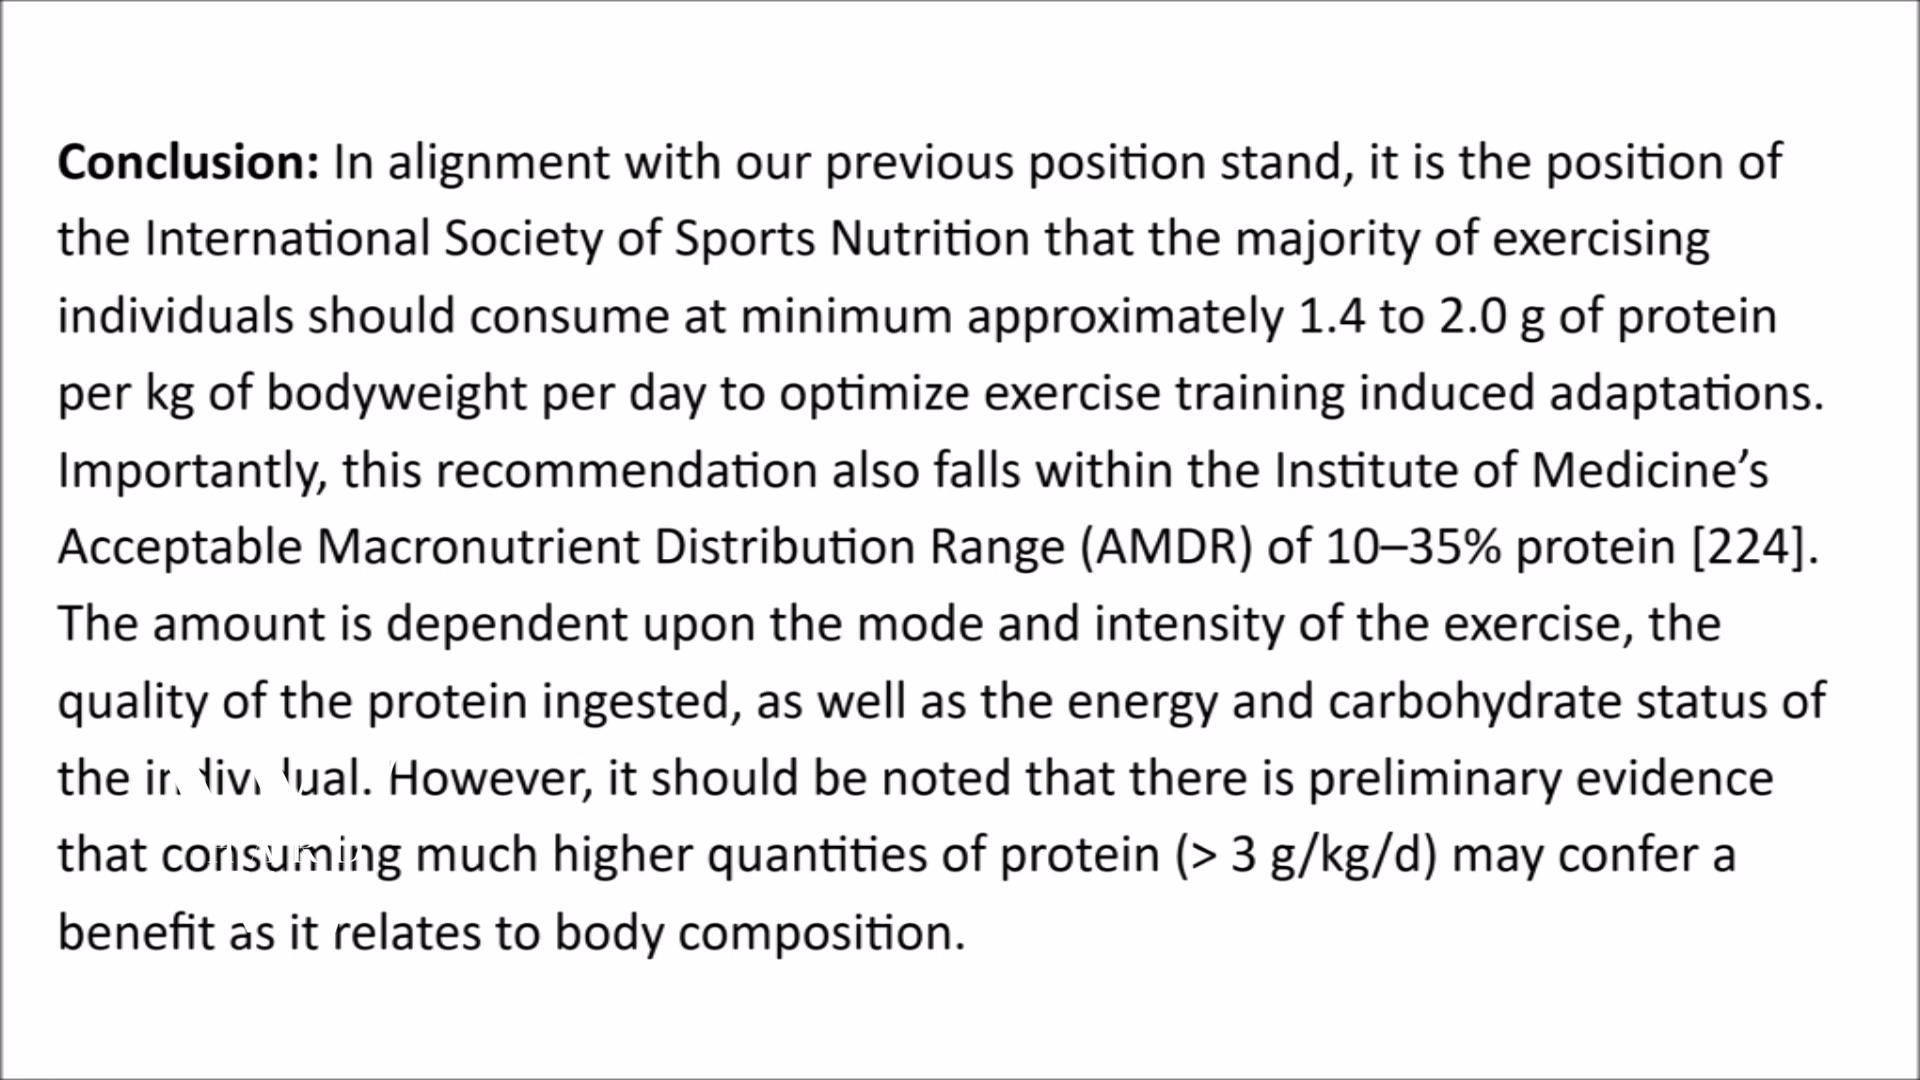 Conclusion: In alignment with our previous position stand, it is the position of
the International Society of Sports Nutrition that the majority of exercising
individuals should consume at minimum approximately 1.4 to 2.0 g of protein
per kg of bodyweight per day to optimize exercise training induced adaptations.
Importantly, this recommendation also falls within the Institute of Medicine’s
Acceptable Macronutrient Distribution Range (AMDR) of 10–35% protein [224].
The amount is dependent upon the mode and intensity of the exercise, the
quality of the protein ingested, as well as the energy and carbohydrate status of
the individual. However, it should be noted that there is preliminary evidence
that consuming much higher quantities of protein (> 3 g/kg/d) may confer a
benefit as it relates to body composition.